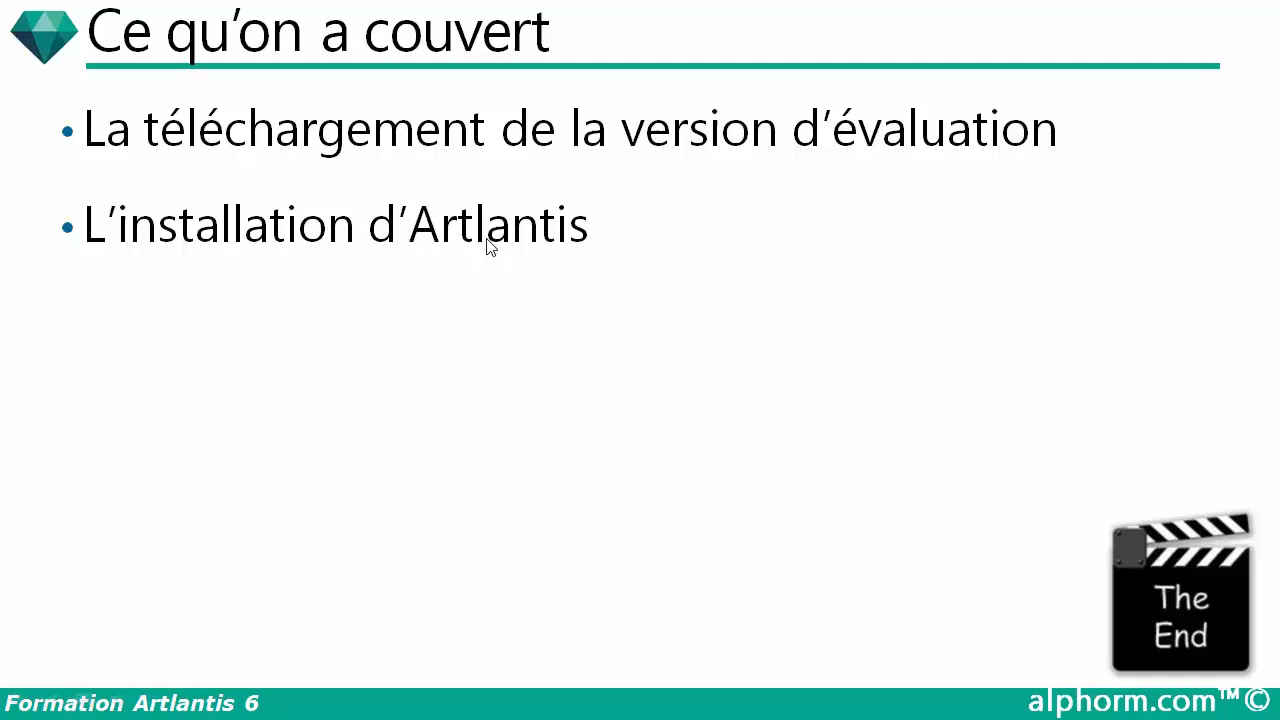 Ce qu’on a couvert
• La téléchargement de la version d’évaluation
• L’installation d’Artlantis
The
End
Formation Artlantis 6
alphorm.com™©